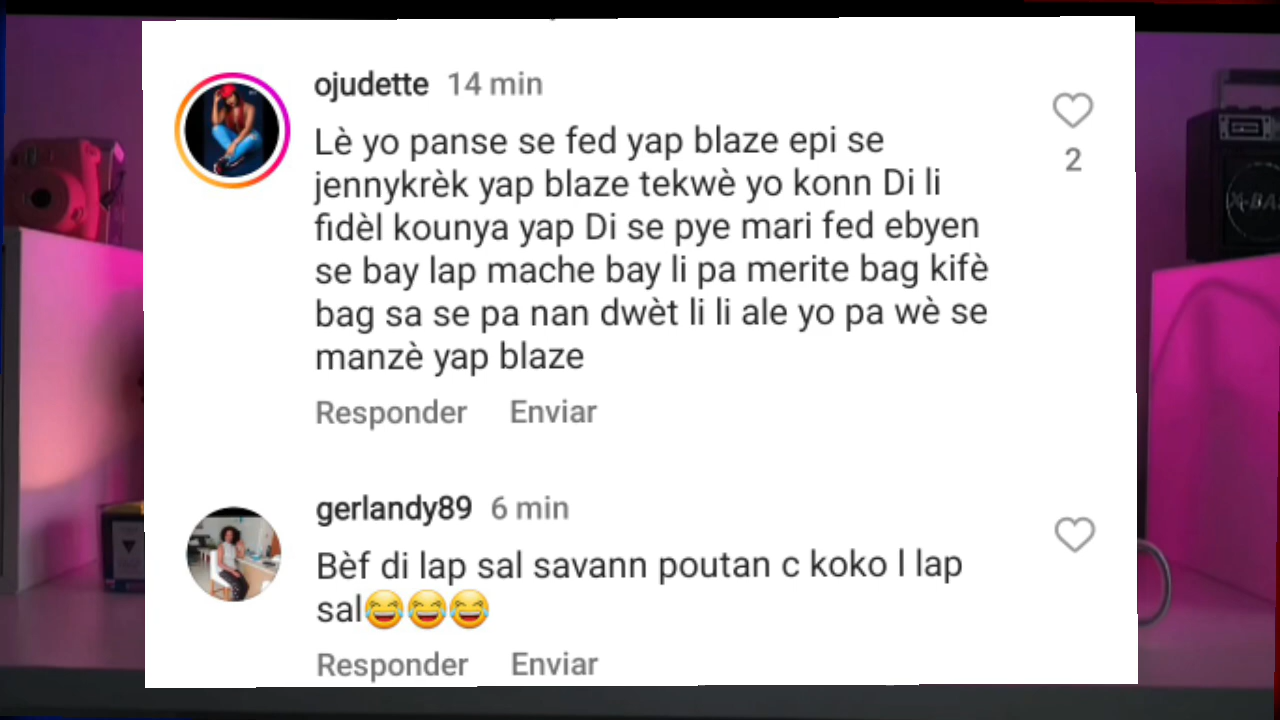 ojudette 14 min
Lè yo panse se fed yap blaze epi se
jennykrèk yap blaze tekwè yo konn Di li
fidèl kounya yap Di se pye mari fed ebyen
se bay lap mache bay li pa merite bag kifè
bag sa se pa nan dwèt li li ale yo pa wè se
manzè yap blaze
2
Responder Enviar
gerlandy89 6 min
Bèf di lap sal savann poutan c koko l lap
sal😂😂😂
Responder Enviar